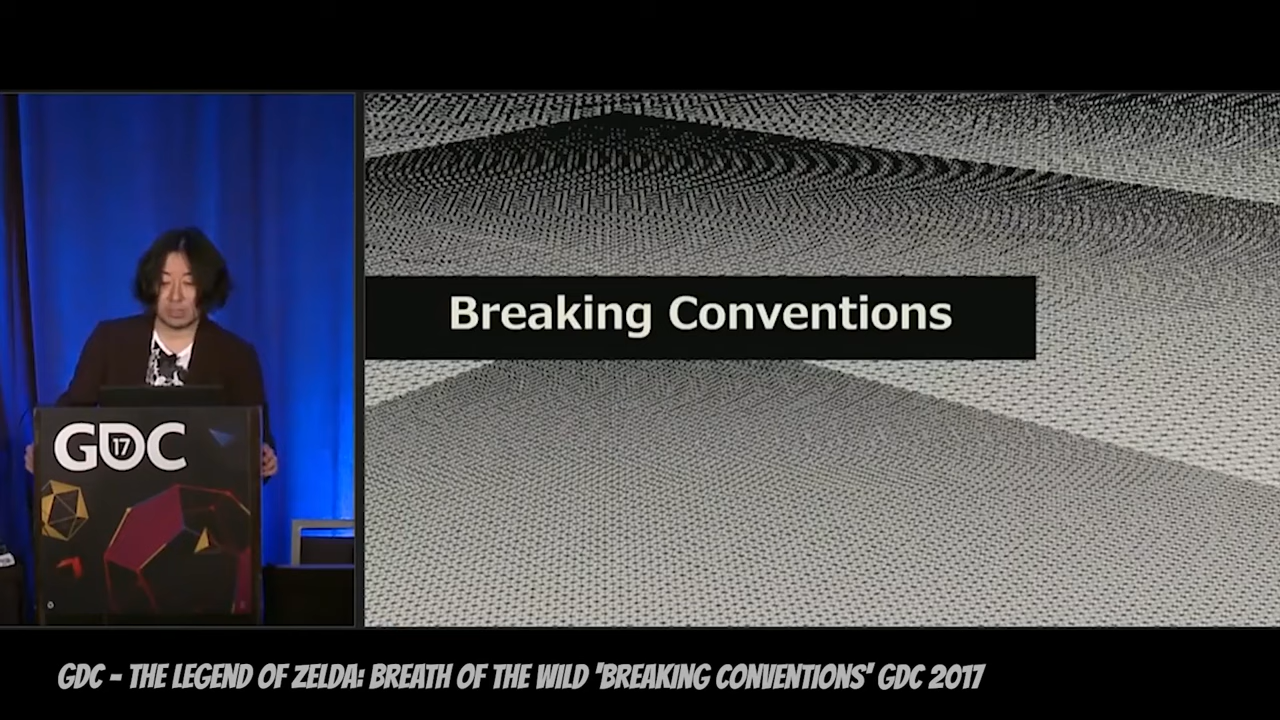 Breaking Conventions
GDC
17
GDC - THE LEGEND OF ZELDA: BREATH OF THE WILD 'BREAKING CONVENTIONS' GDC 2017